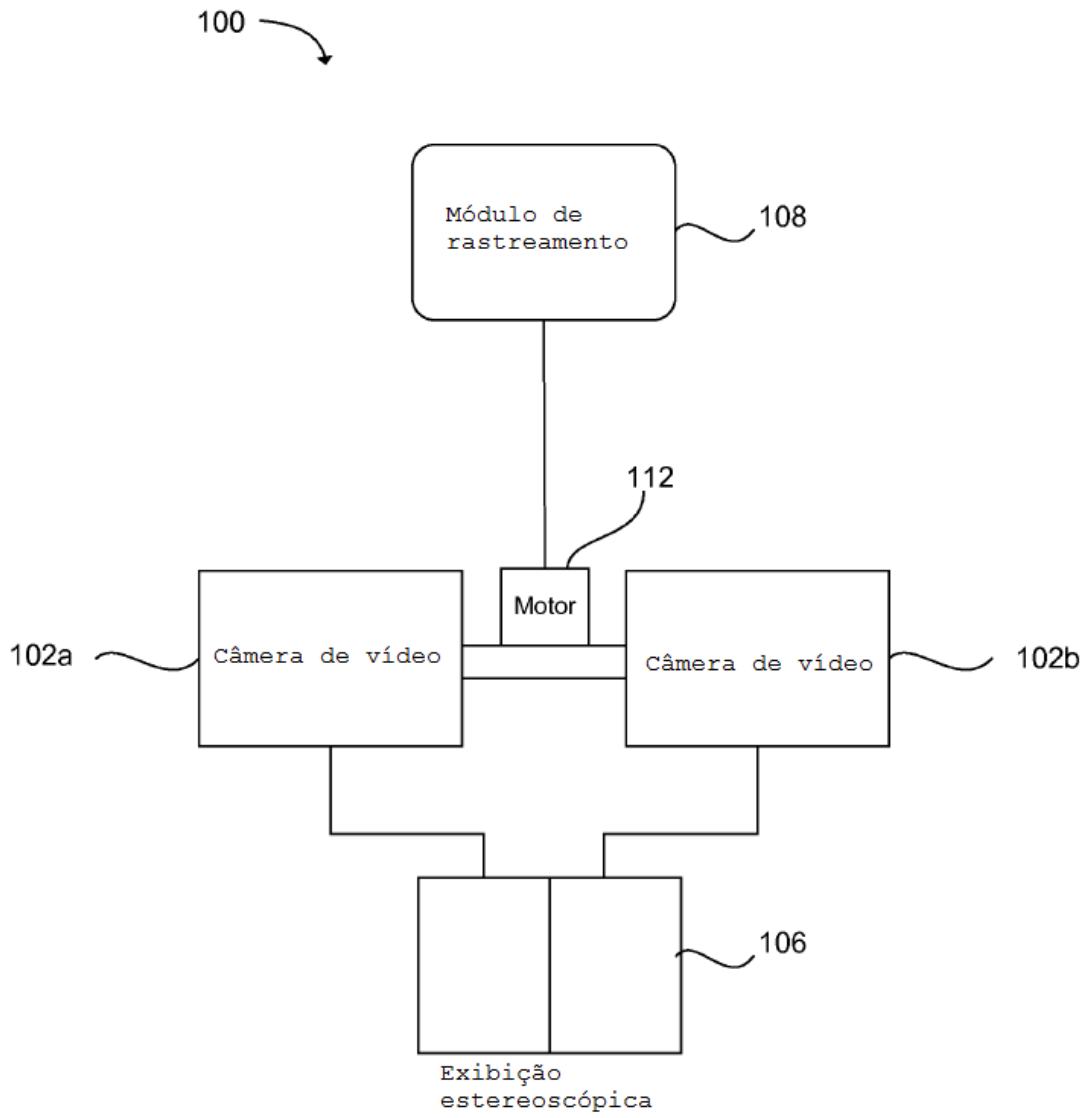 100
Módulo de
rastreamento
108
112
Motor
102a
Câmera de vídeo
Câmera de vídeo
102b
106
Exibição
estereoscópica